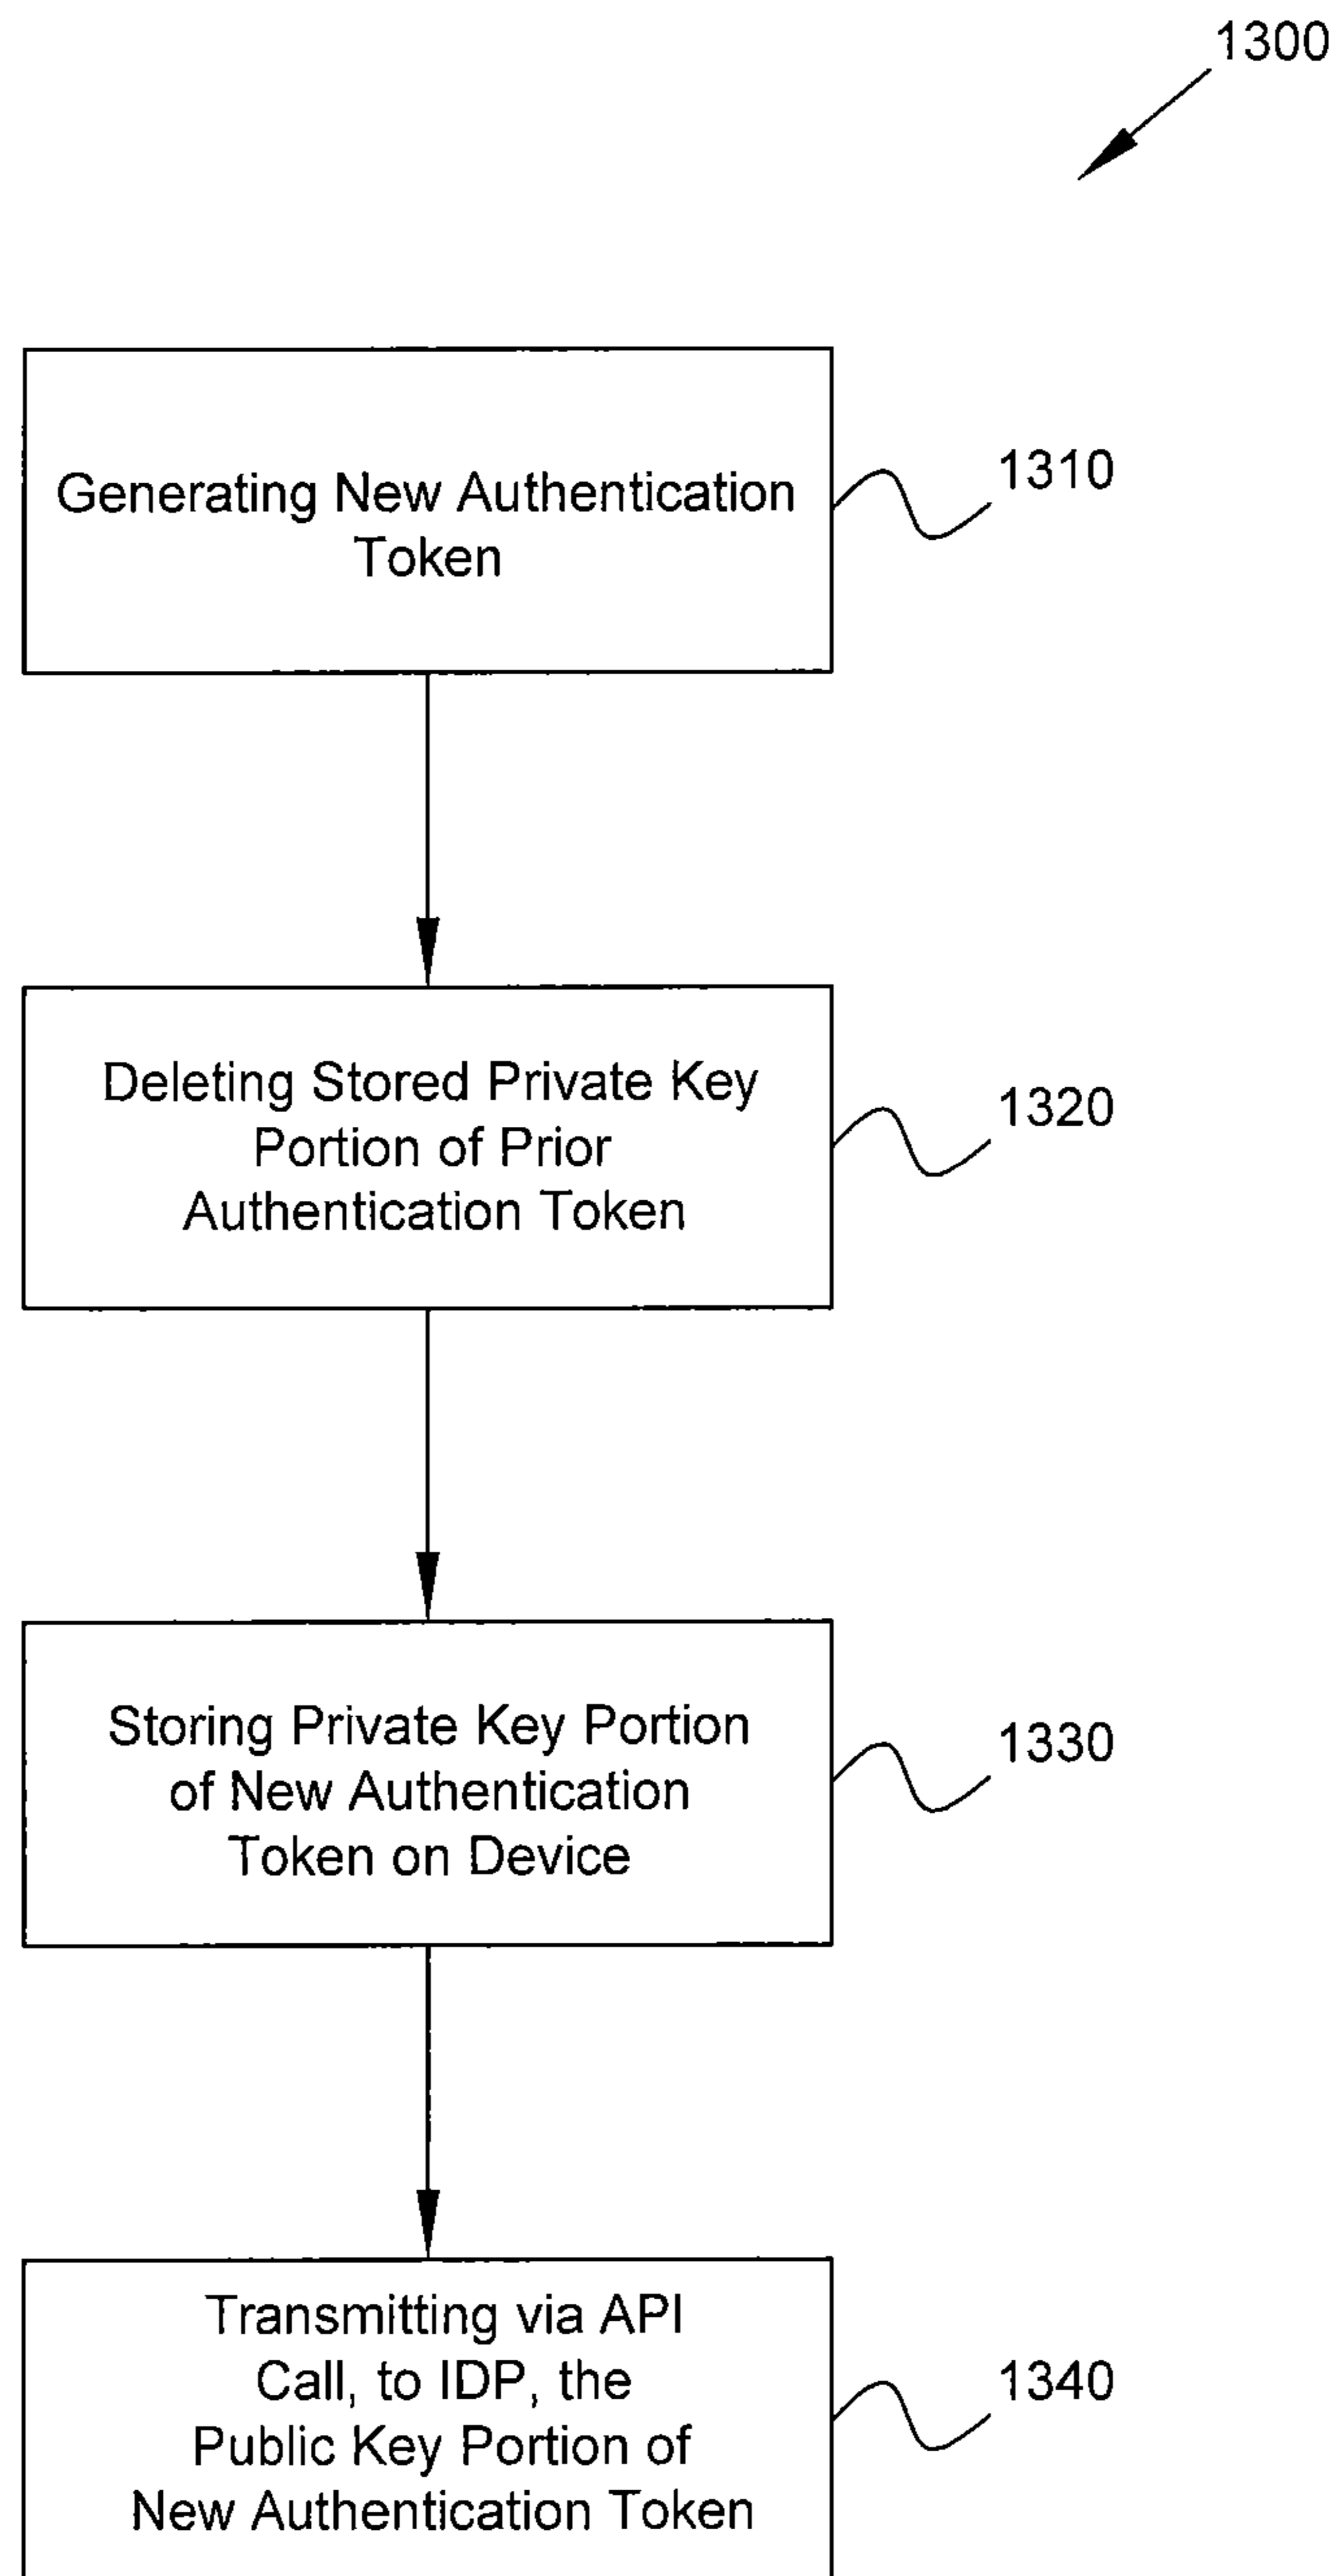 1300
Generating New Authentication
Token
1310
Deleting Stored Private Key
Portion of Prior
Authentication Token
1320
Storing Private Key Portion
of New Authentication
Token on Device
1330
Transmitting via API
Call, to IDP, the
Public Key Portion of
New Authentication Token
1340